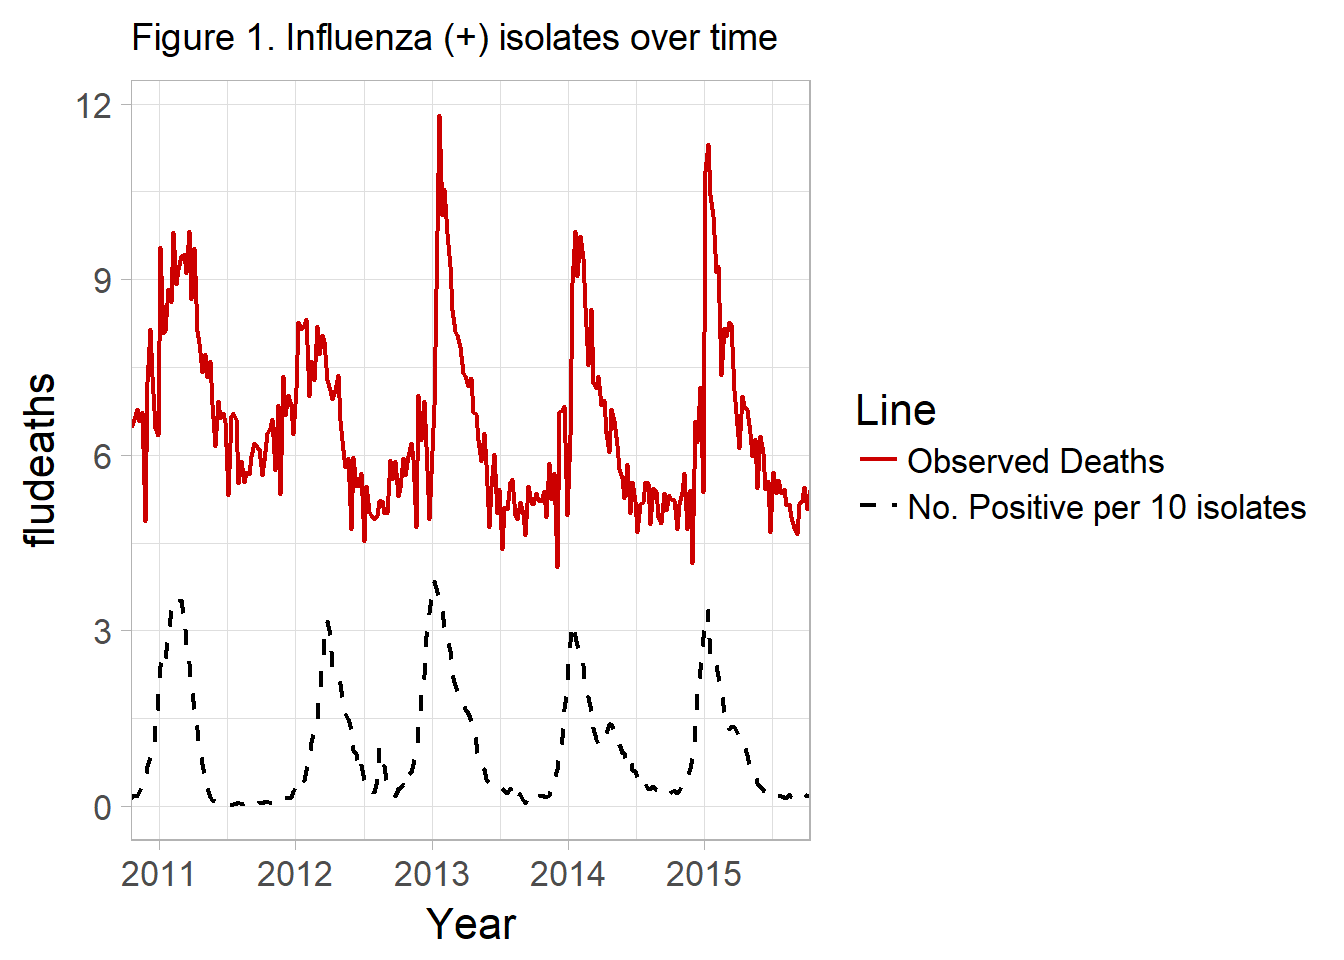 Figure 1. Influenza (+) isolates over time
12
9
6
3
0
fludeaths
2011 2012 2013 2014 2015
Year
Line
Observed Deaths
No. Positive per 10 isolates